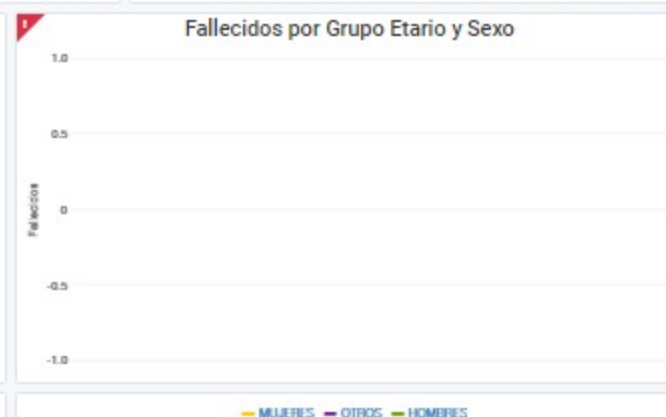 !
Fallecidos por Grupo Etario y Sexo
1.0
0.5
0
-0.5
-1.0
Fallecidos
MUJERES OTROS HOMBRES